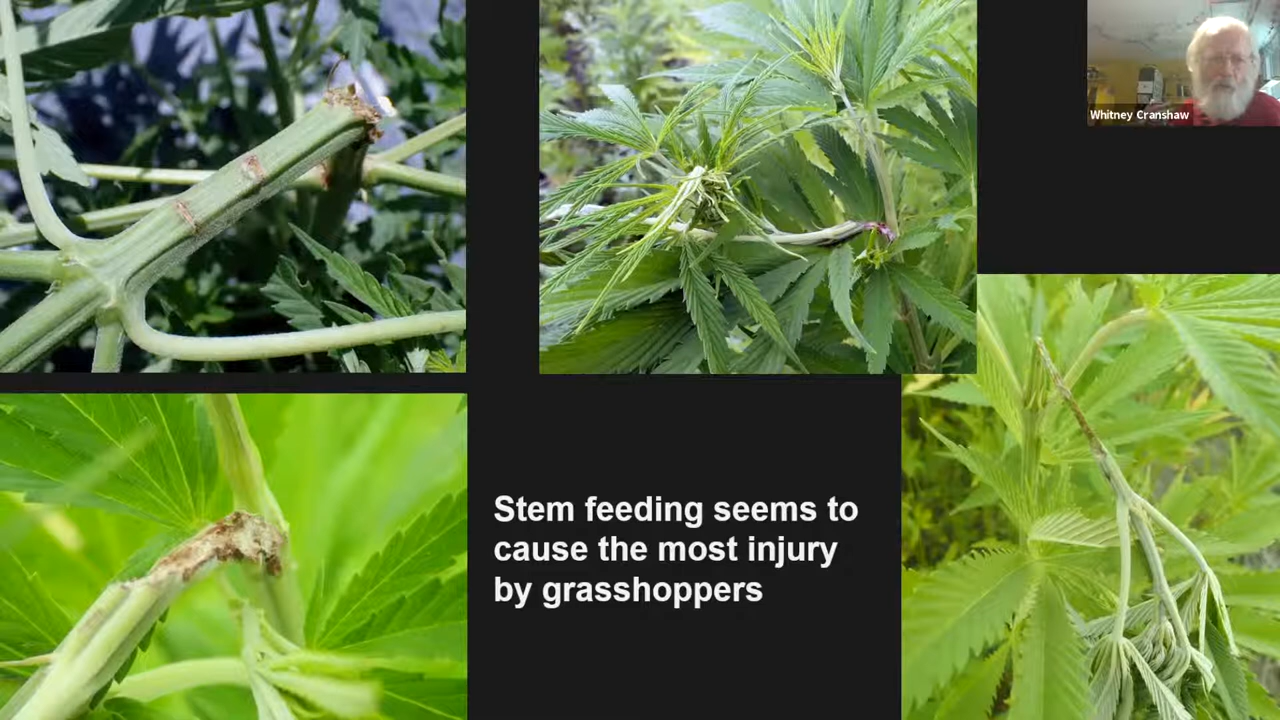 Whitney Cranshaw
Stem feeding seems to
cause the most injury
by grasshoppers